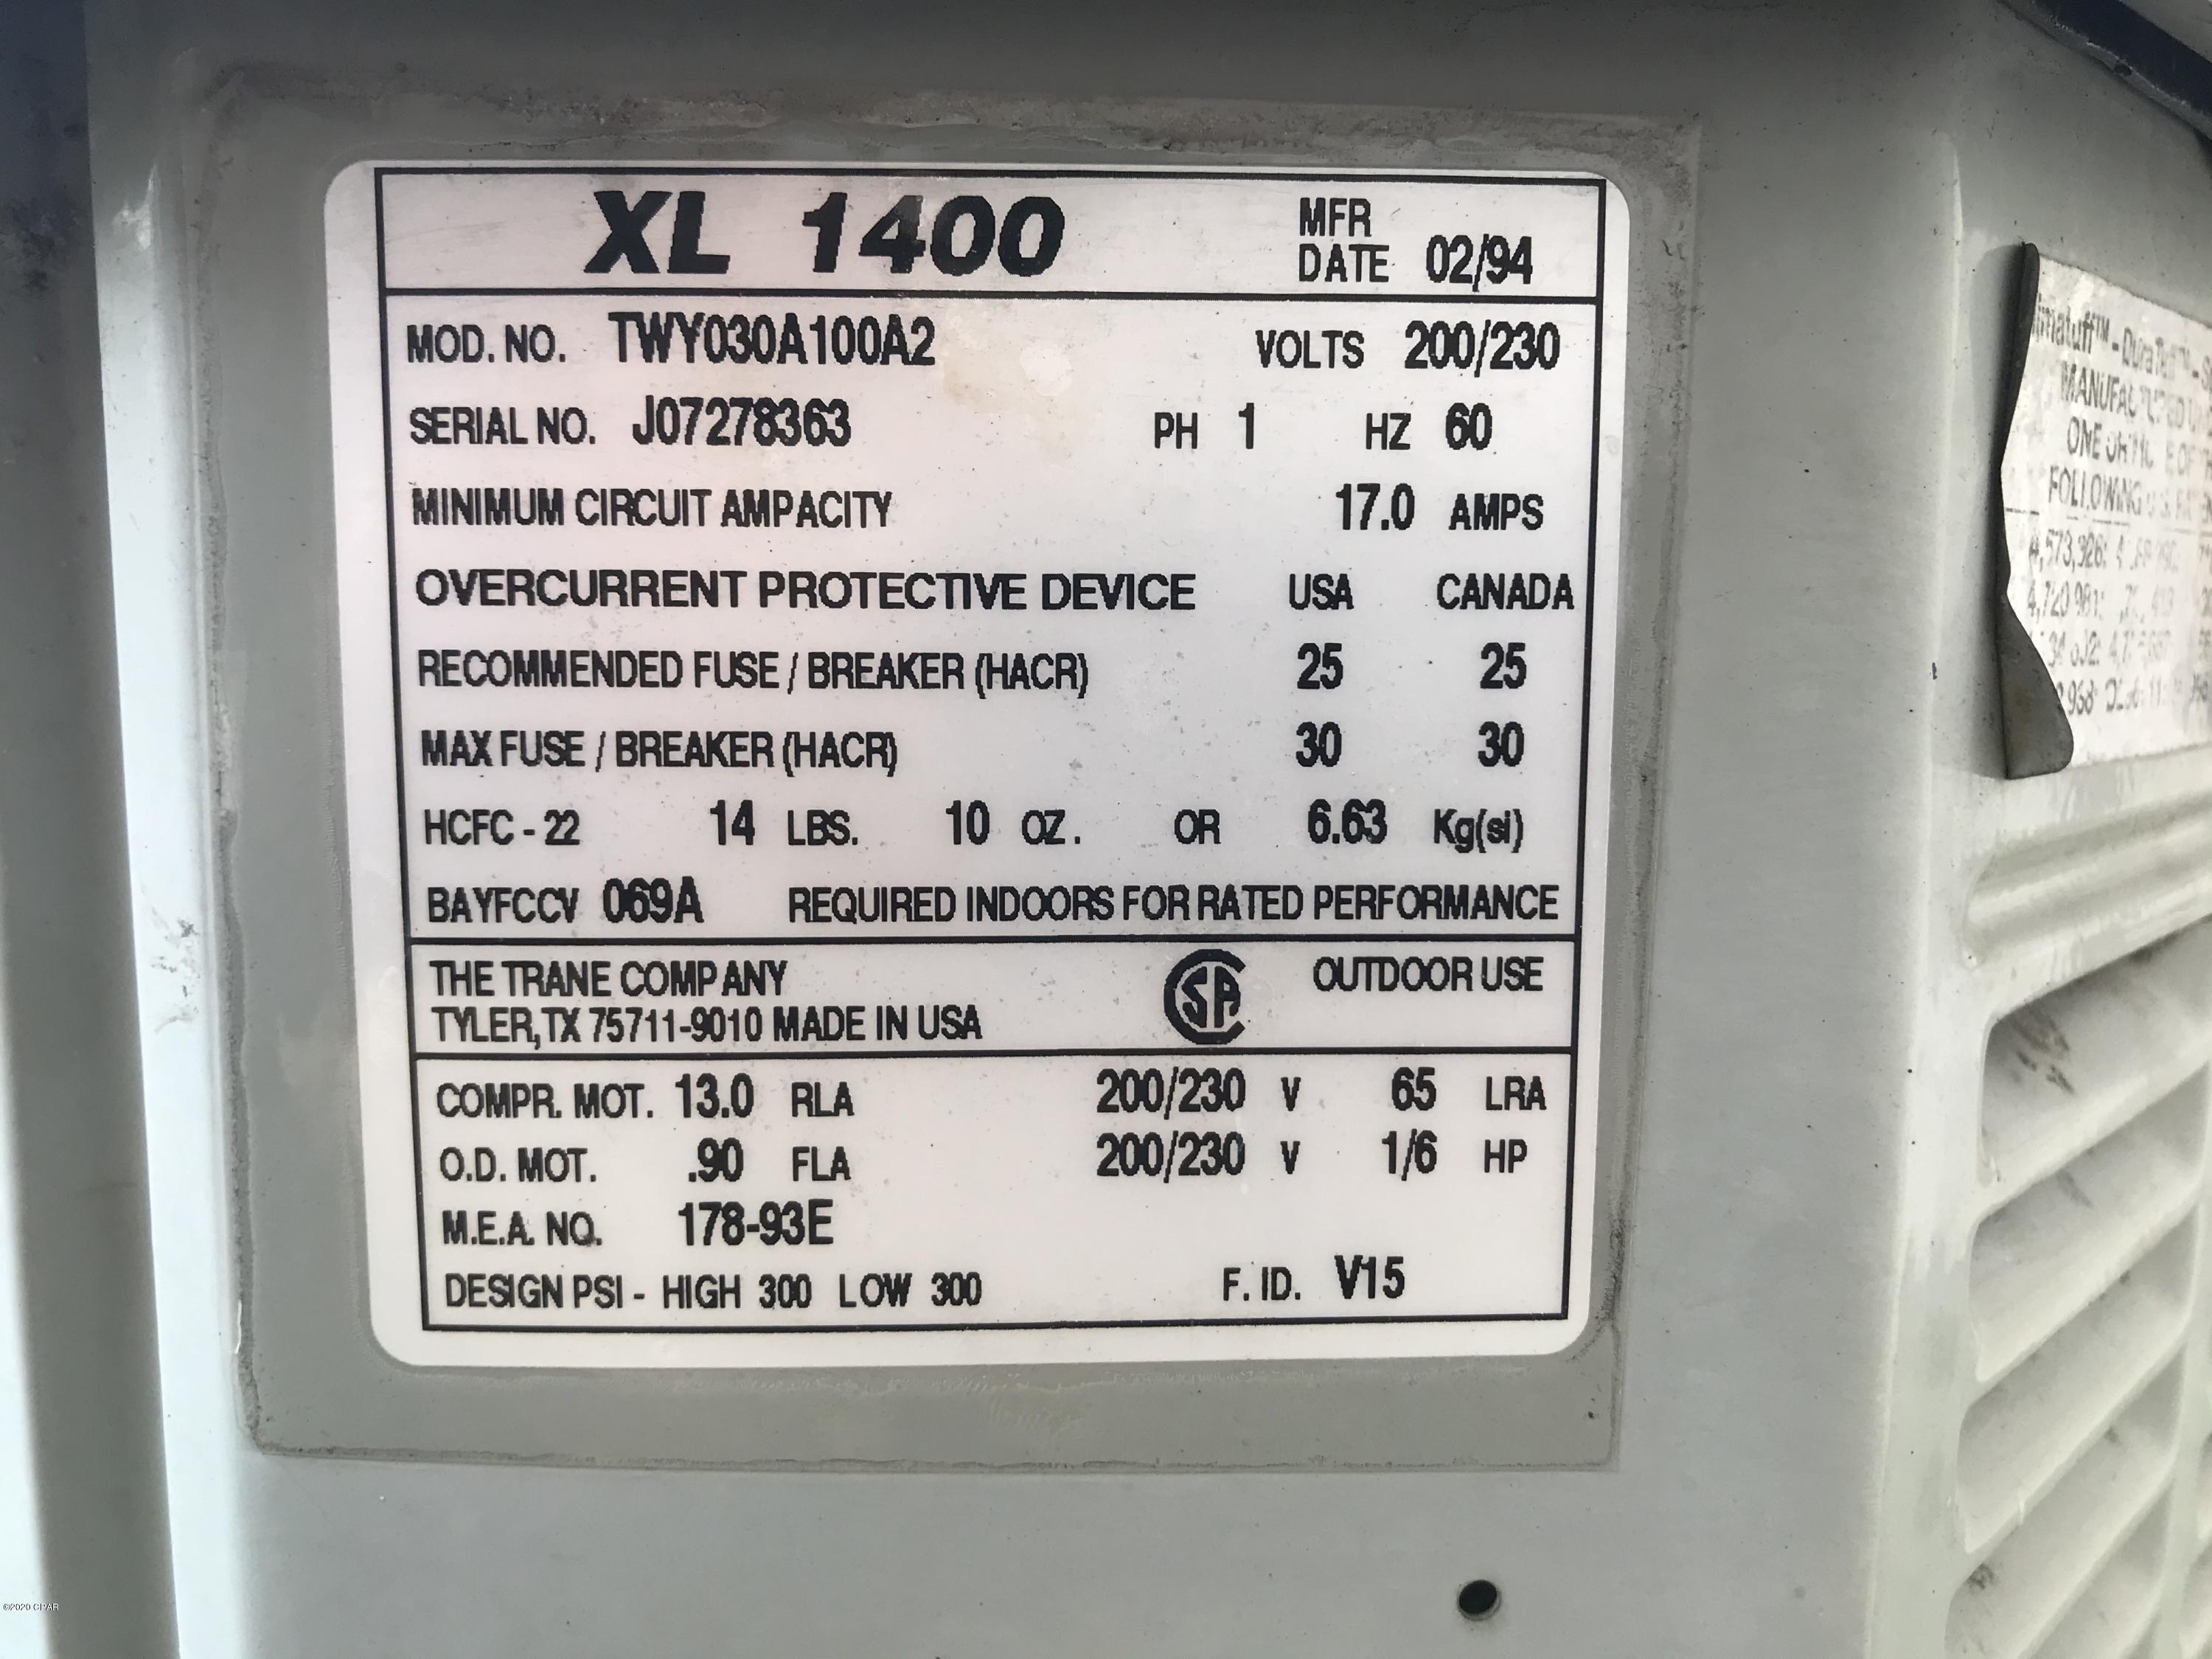 XL 1400 MFR DATE 02/94
MOD. NO. TWY030A100A2 VOLTS 200/230
SERIAL NO. J07278363 PH 1 HZ 60
MINIMUM CIRCUIT AMPACITY 17.0 AMPS
OVERCURRENT PROTECTIVE DEVICE USA CANADA
RECOMMENDED FUSE / BREAKER (HACR) 25 25
MAX FUSE / BREAKER (HACR) 30 30
HCFC - 22 14 LBS. 10 OZ. OR 6.63 Kg(si)
BAYFCCV 069A REQUIRED INDOORS FOR RATED PERFORMANCE
THE TRANE COMPANY OUTDOOR USE
TYLER, TX 75711-9010 MADE IN USA
COMPR. MOT. 13.0 RLA 200/230 V 65 LRA
O.D. MOT. .90 FLA 200/230 V 1/6 HP
M.E.A. NO. 178-93E
DESIGN PSI - HIGH 300 LOW 300 F. ID. V15
ONE
FOLLOWING
©2020 CPAR